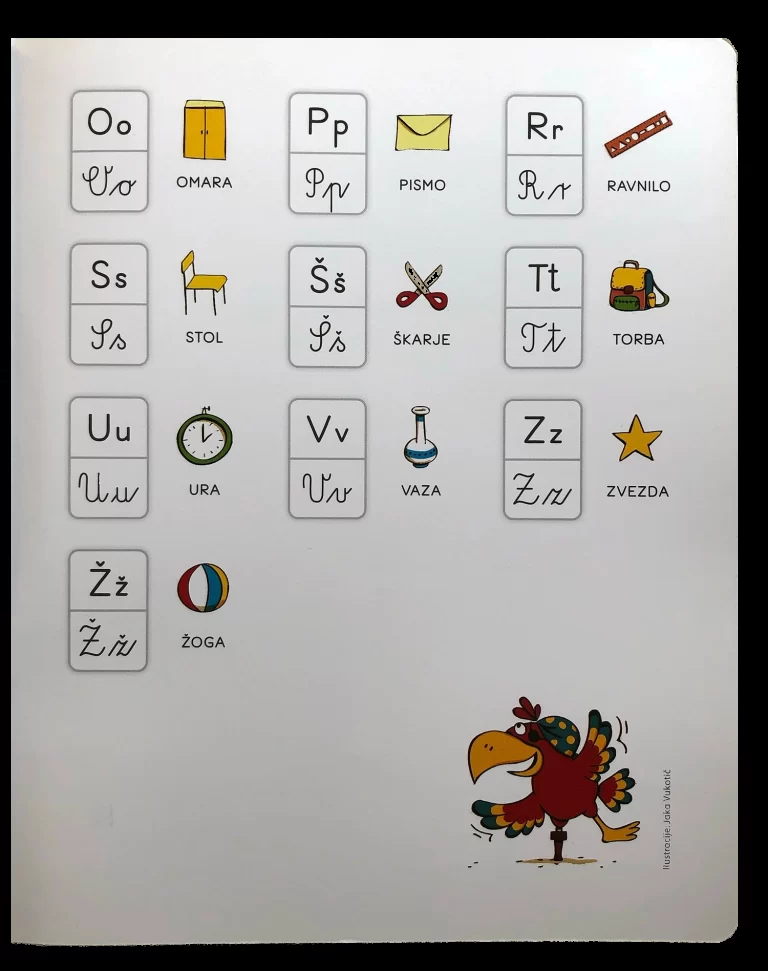 Oo
Oo
OMARA
Pp
Pp
PISMO
Rr
Rr
RAVNILO
Ss
Ss
STOL
Šš
Šš
ŠKARJE
Tt
Tt
TORBA
Uu
Uu
URA
Vv
Vv
VAZA
Zz
Zz
ZVEZDA
Žž
Žž
ŽOGA
Ilustracije: Jaka Vukotič